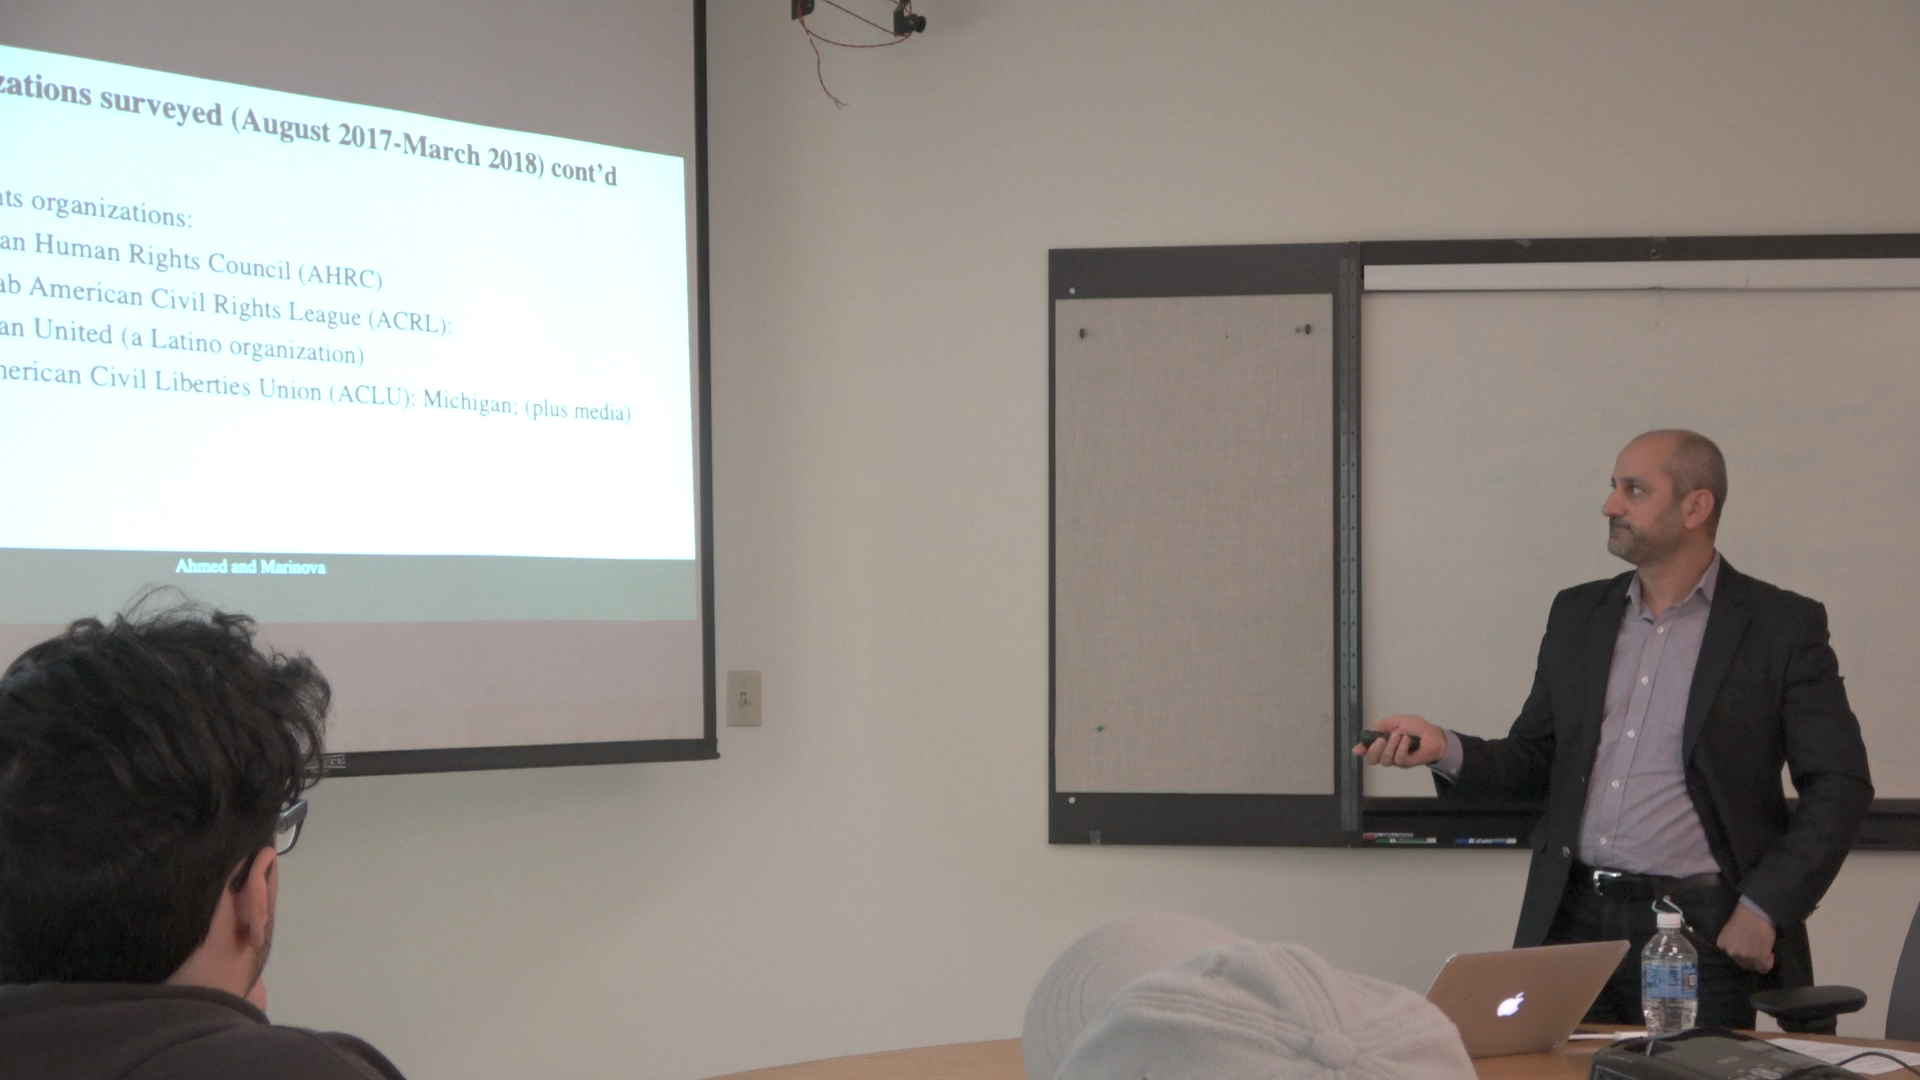 zations surveyed (August 2017-March 2018) cont’d
ts organizations:
an Human Rights Council (AHRC)
ab American Civil Rights League (ACRL):
an United (a Latino organization)
nerican Civil Liberties Union (ACLU): Michigan; (plus media)
Ahmed and Marinova